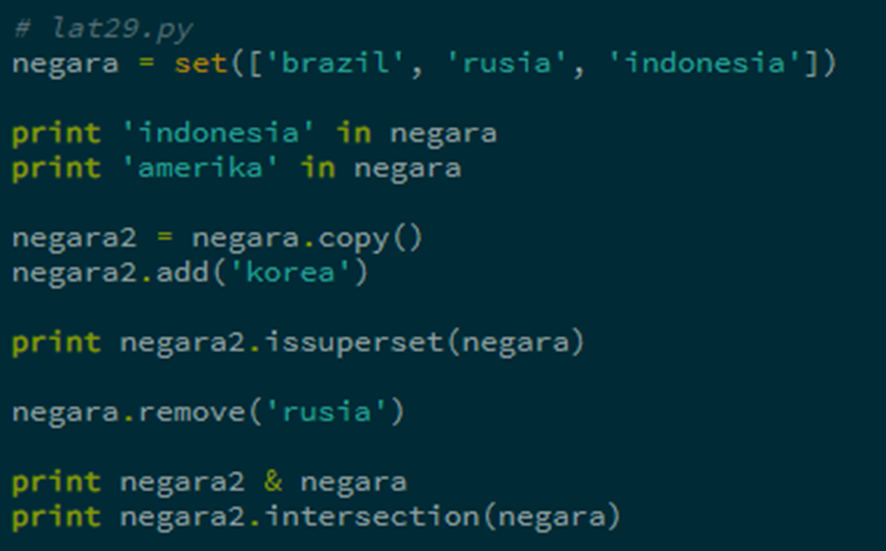 # lat29.py
negara = set(['brazil', 'rusia', 'indonesia'])
print 'indonesia' in negara
print 'amerika' in negara
negara2 = negara.copy()
negara2.add('korea')
print negara2.issuperset(negara)
negara.remove('rusia')
print negara2 & negara
print negara2.intersection(negara)